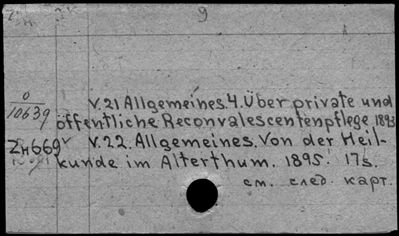 9
0
10639 V.21 Allgemeines. 4. Über private und
öffentliche Reconvalescentenpflege 1893
ZH669 V.22. Allgemeines. Von der Heil-
kunde im Alterthum. 1895. 17s.
см. след. карт.